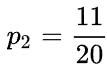 p₂ = 11/20